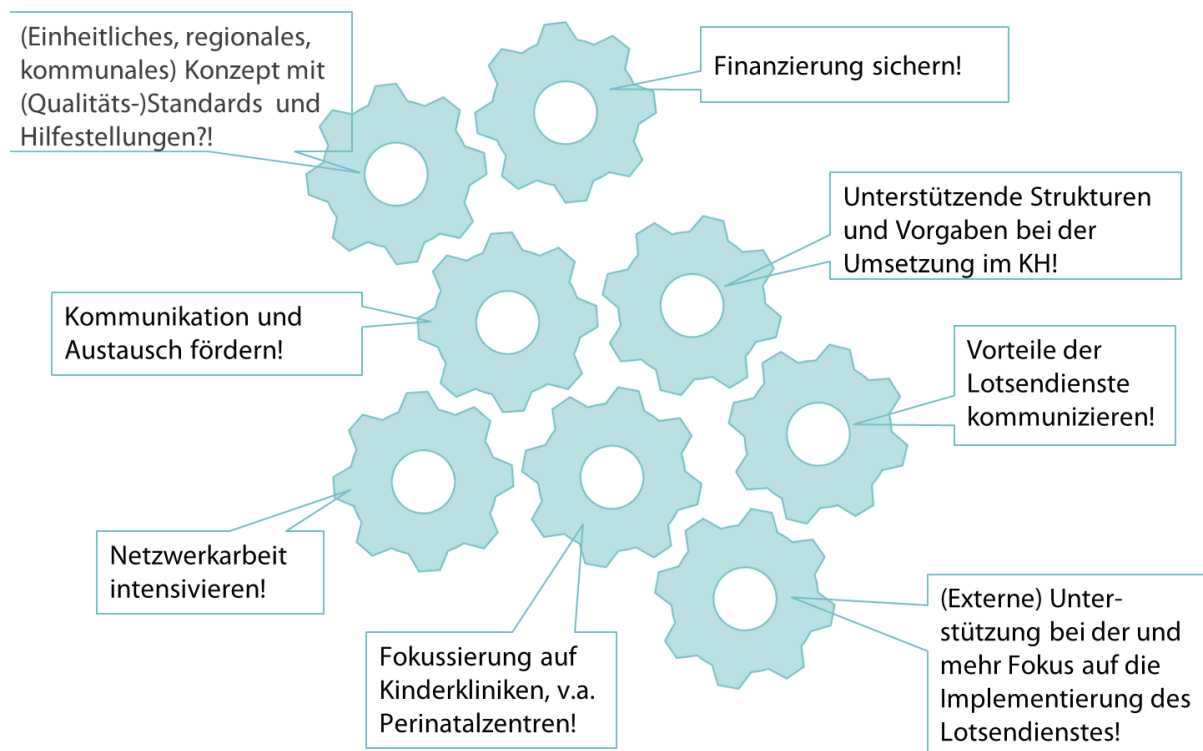 (Einheitliches, regionales,
kommunales) Konzept mit
(Qualitäts-)Standards und
Hilfestellungen?!
Finanzierung sichern!
Unterstützende Strukturen
und Vorgaben bei der
Umsetzung im KH!
Kommunikation und
Austausch fördern!
Vorteile der
Lotsendienste
kommunizieren!
Netzwerkarbeit
intensivieren!
Fokussierung auf
Kinderkliniken, v.a.
Perinatalzentren!
(Externe) Unter-
stützung bei der und
mehr Fokus auf die
Implementierung des
Lotsendienstes!